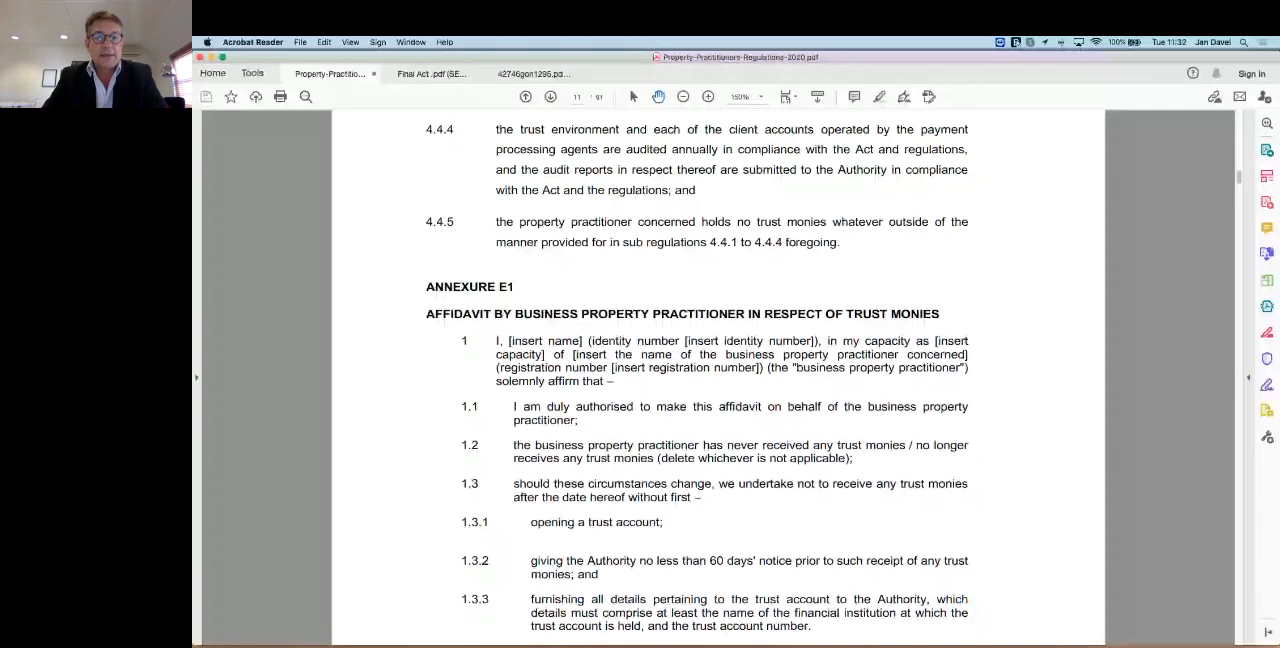 Acrobat Reader File Edit View Sign Window Help 100% Tue 11:32 Jan Davel
Property-Practitioners-Regulations-2020.pdf
Home Tools Property-Practitio... × Final Act .pdf (SE... 42746gon1295.pd... Sign In
11 / 91 150%
4.4.4 the trust environment and each of the client accounts operated by the payment
processing agents are audited annually in compliance with the Act and regulations,
and the audit reports in respect thereof are submitted to the Authority in compliance
with the Act and the regulations; and
4.4.5 the property practitioner concerned holds no trust monies whatever outside of the
manner provided for in sub regulations 4.4.1 to 4.4.4 foregoing.
ANNEXURE E1
AFFIDAVIT BY BUSINESS PROPERTY PRACTITIONER IN RESPECT OF TRUST MONIES
1 I, [insert name] (identity number [insert identity number]), in my capacity as [insert
capacity] of [insert the name of the business property practitioner concerned]
(registration number [insert registration number]) (the "business property practitioner")
solemnly affirm that –
1.1 I am duly authorised to make this affidavit on behalf of the business property
practitioner;
1.2 the business property practitioner has never received any trust monies / no longer
receives any trust monies (delete whichever is not applicable);
1.3 should these circumstances change, we undertake not to receive any trust monies
after the date hereof without first –
1.3.1 opening a trust account;
1.3.2 giving the Authority no less than 60 days' notice prior to such receipt of any trust
monies; and
1.3.3 furnishing all details pertaining to the trust account to the Authority, which
details must comprise at least the name of the financial institution at which the
trust account is held, and the trust account number.